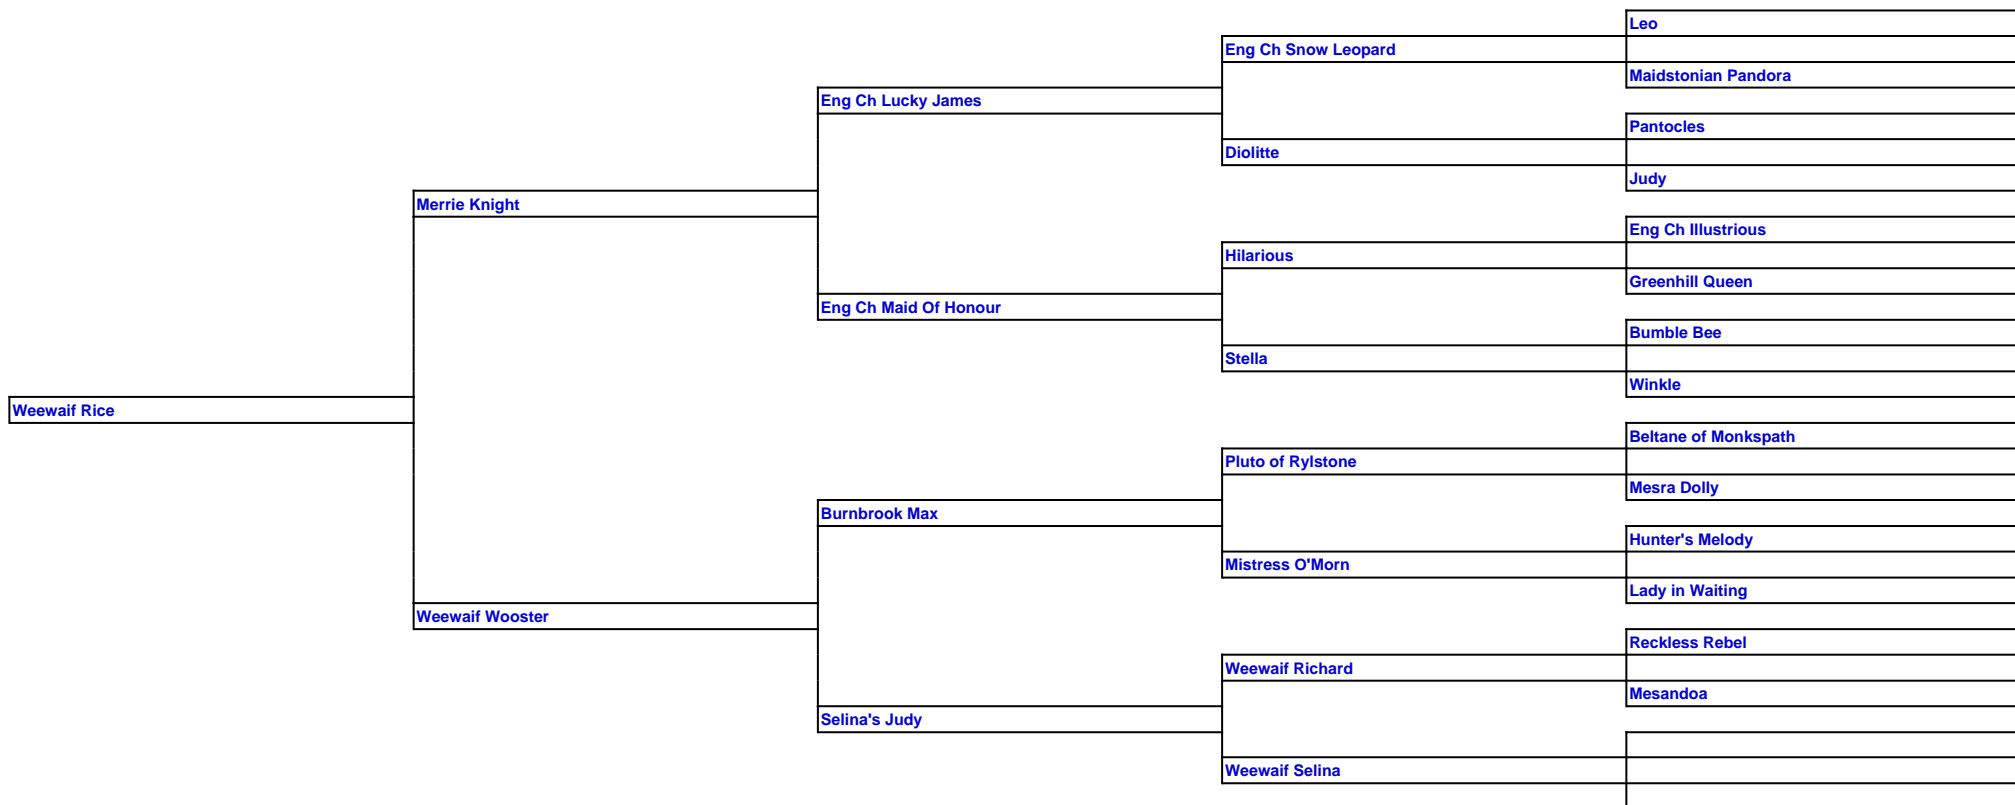 Leo
Eng Ch Snow Leopard
Maidstonian Pandora
Eng Ch Lucky James
Pantocles
Diolitte
Judy
Merrie Knight
Eng Ch Illustrious
Hilarious
Greenhill Queen
Eng Ch Maid Of Honour
Bumble Bee
Stella
Winkle
Weewaif Rice
Beltane of Monkspath
Pluto of Rylstone
Mesra Dolly
Burnbrook Max
Hunter's Melody
Mistress O'Morn
Lady in Waiting
Weewaif Wooster
Reckless Rebel
Weewaif Richard
Mesandoa
Selina's Judy
Weewaif Selina